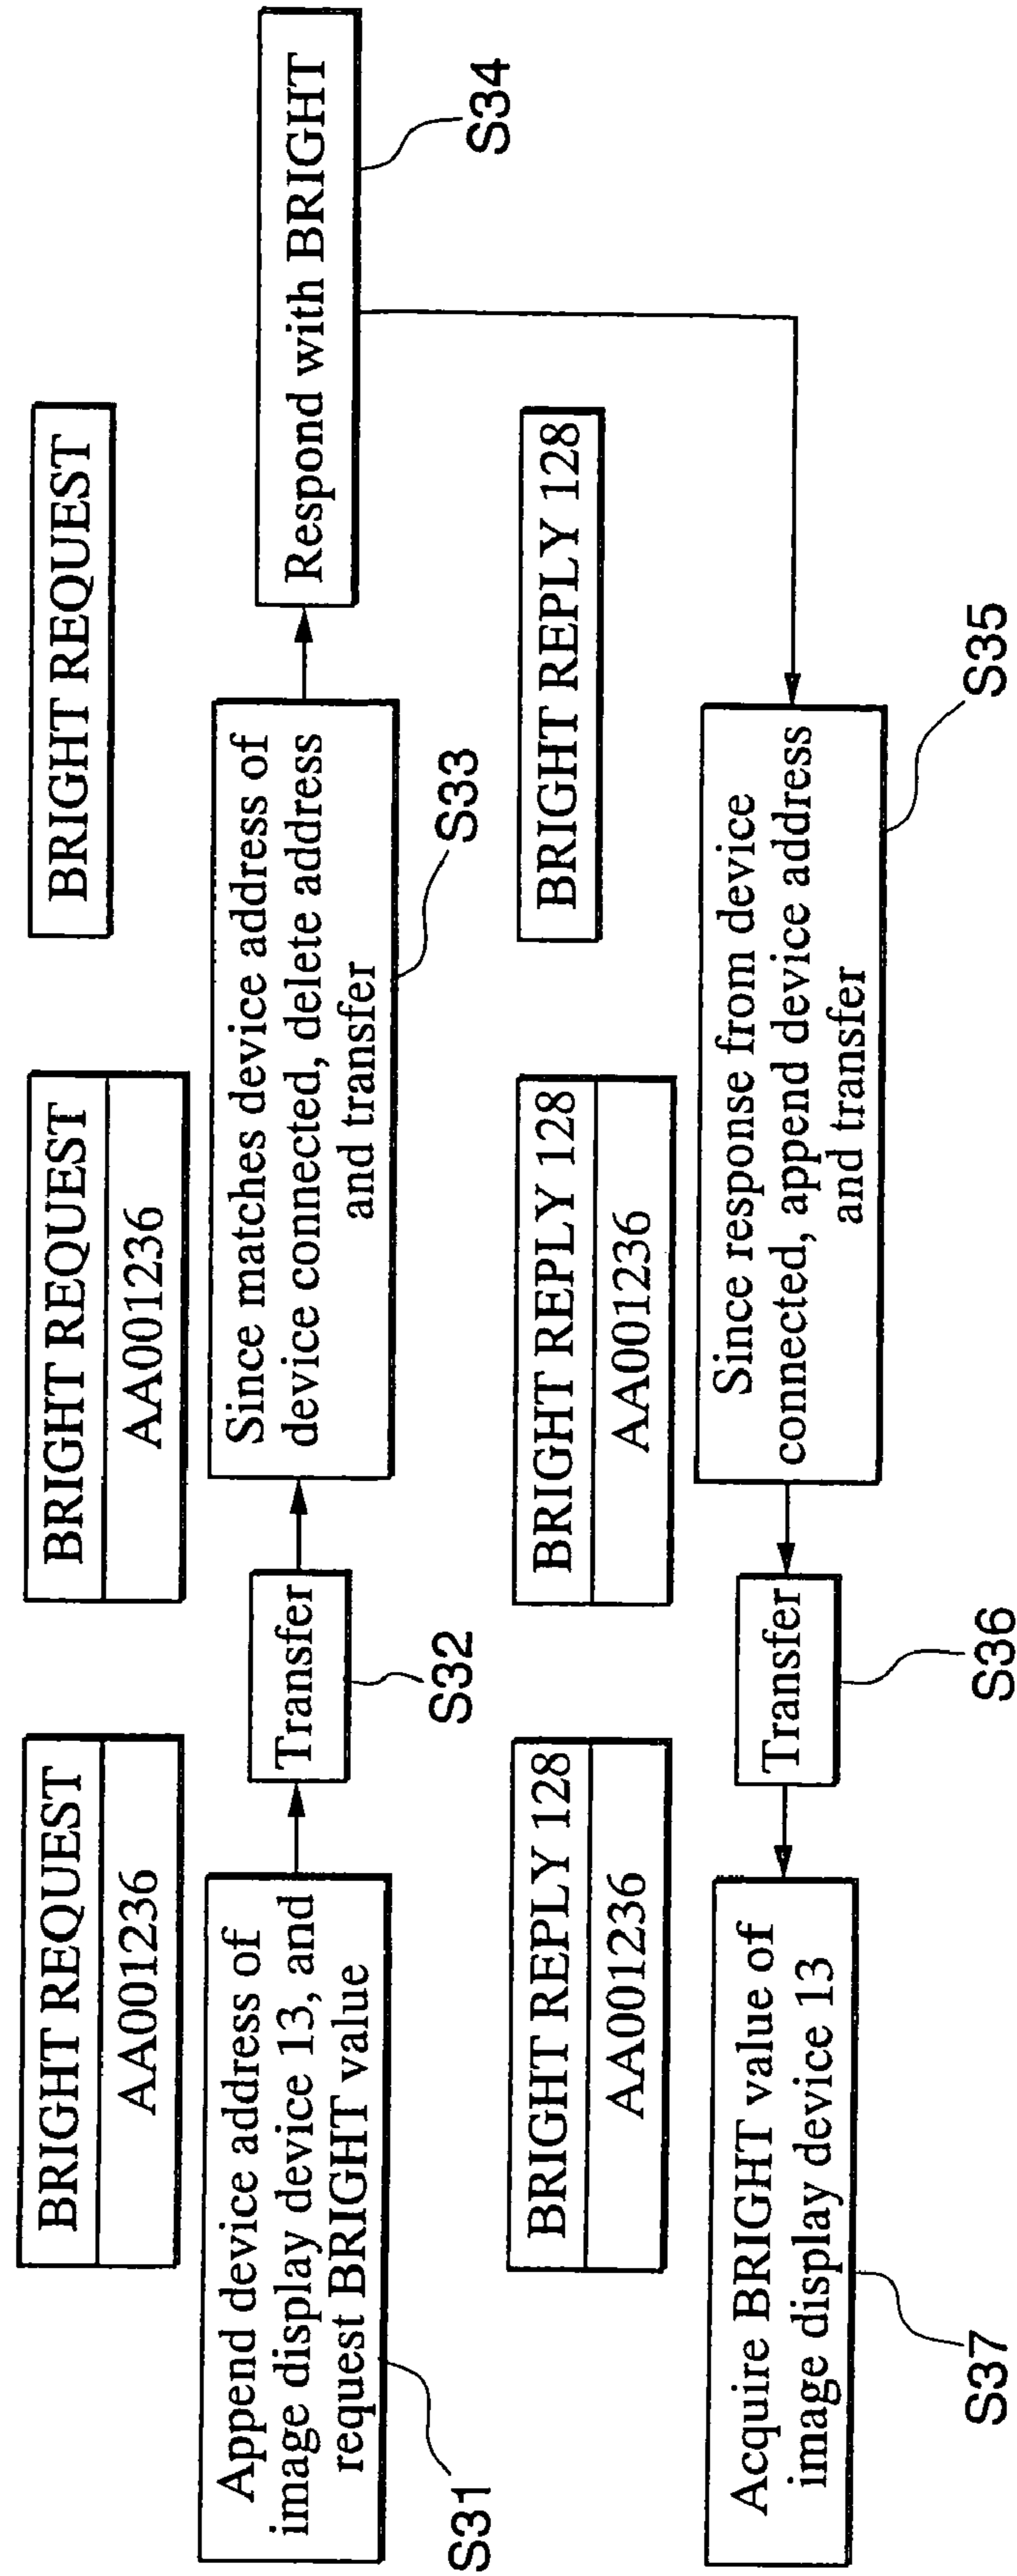 BRIGHT REQUEST
AA001236
BRIGHT REQUEST
AA001236
BRIGHT REQUEST
Append device address of
image display device 13, and
request BRIGHT value
S31
Transfer
S32
Since matches device address of
device connected, delete address
and transfer
S33
Respond with BRIGHT
S34
BRIGHT REPLY 128
AA001236
BRIGHT REPLY 128
AA001236
BRIGHT REPLY 128
Acquire BRIGHT value of
image display device 13
S37
Transfer
S36
Since response from device
connected, append device address
and transfer
S35